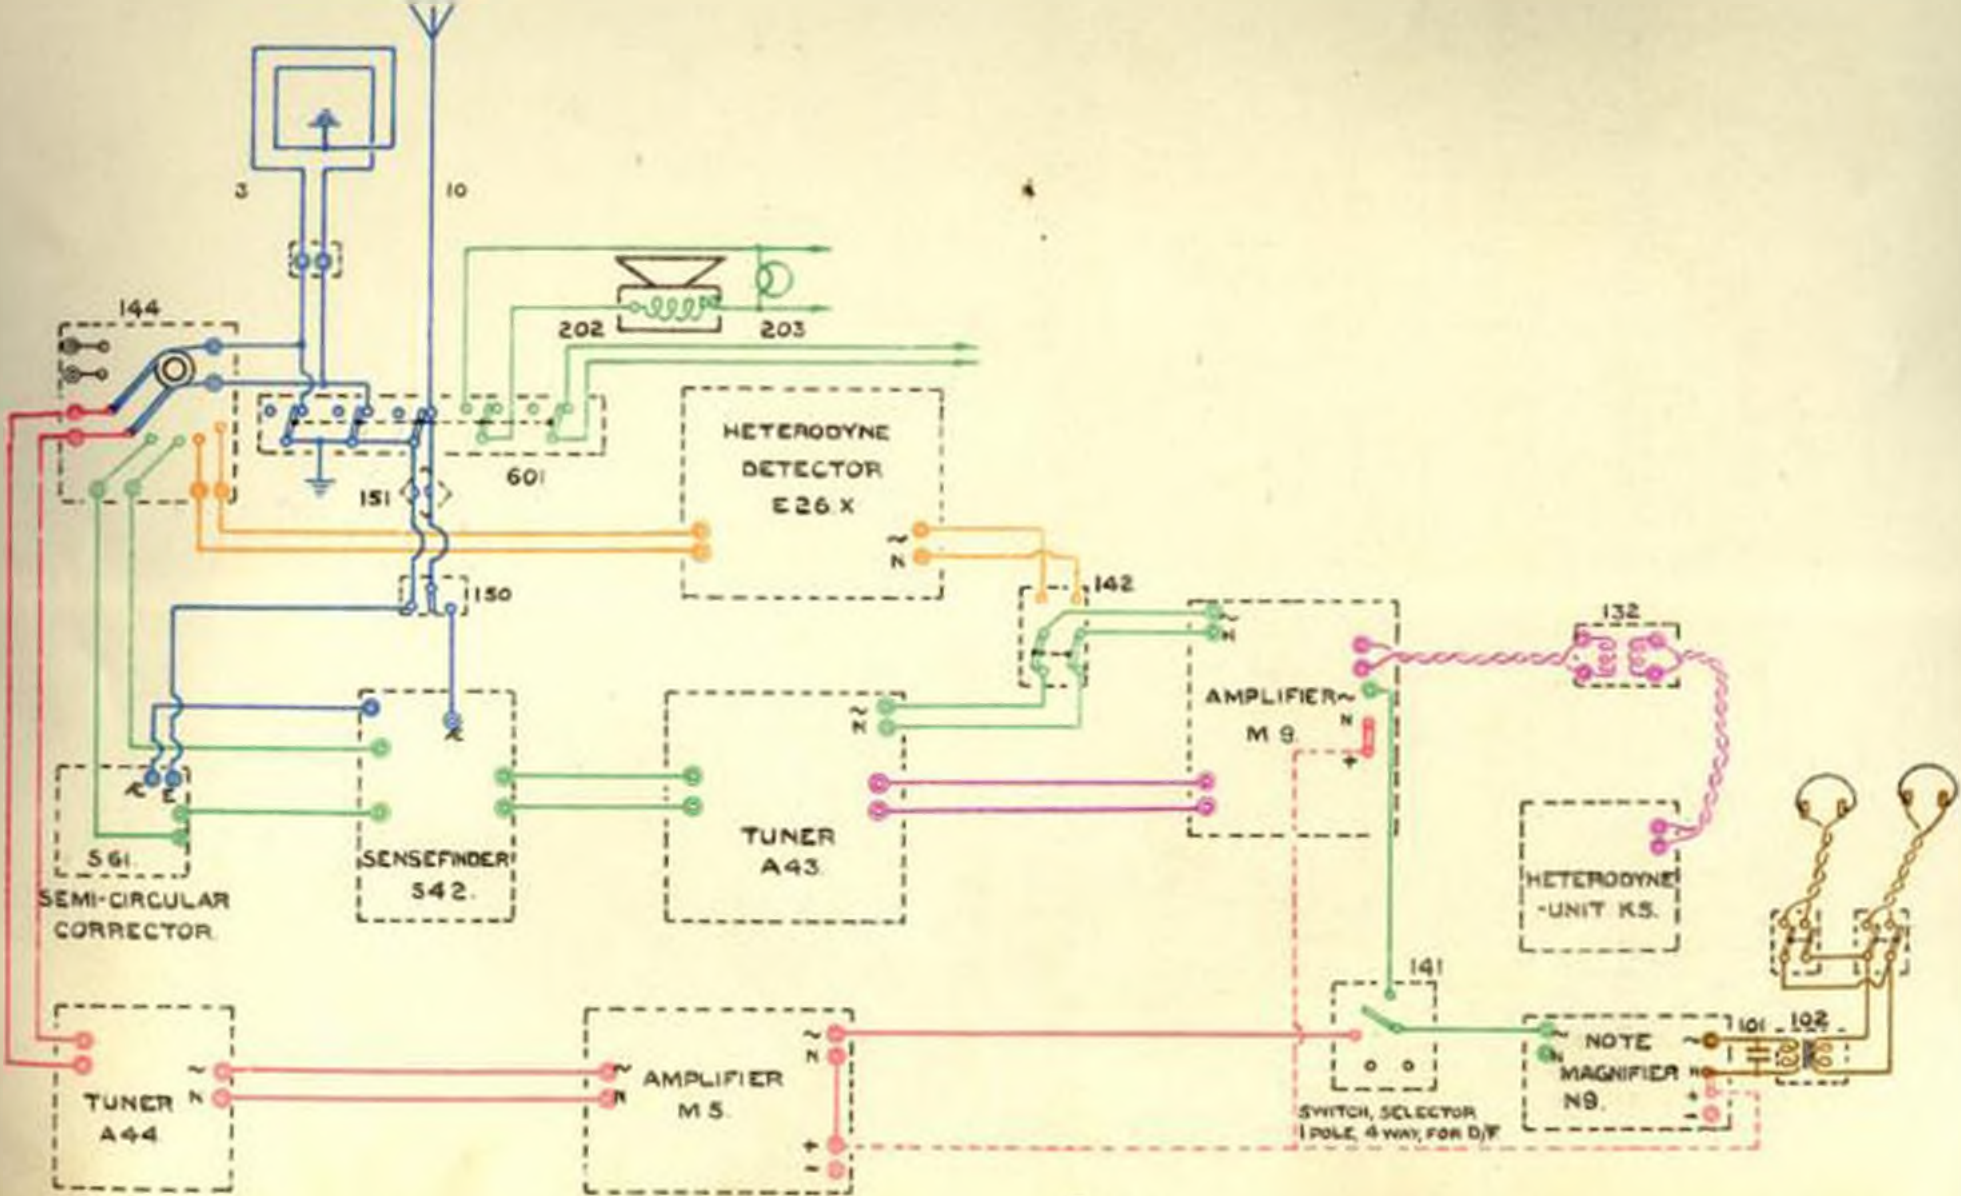 3
10
144
202
203
601
151
HETERODYNE
DETECTOR
E26.X
~
N
150
142
132
~
N
AMPLIFIER ~
N
M 9.
+
~
N
S61.
SEMI-CIRCULAR
CORRECTOR.
SENSEFINDER
S42.
TUNER
A43
HETERODYNE
-UNIT K5.
141
101
102
TUNER
A44
~
N
~
N
AMPLIFIER
M5.
~
N
+
-
SWITCH, SELECTOR
1 POLE, 4 WAY, FOR D/F
~
N
NOTE
MAGNIFIER
N9.
~
N
+
-